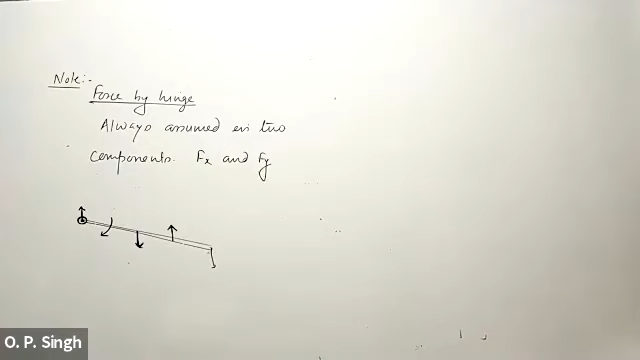 Note:-
Force by hinge
Always assumed in two
components. Fx and Fy
O. P. Singh